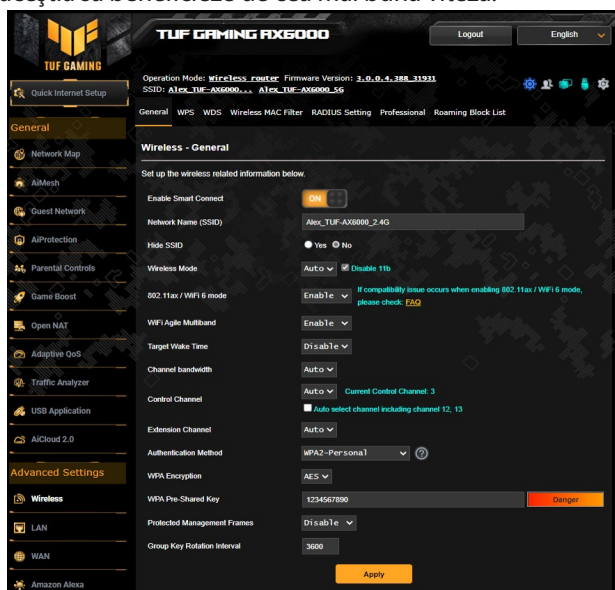 să beneficieze de cea mai bună viteză.
TUF GAMING
TUF GAMING AX6000
Logout
English
Operation Mode: Wireless router Firmware Version: 3.0.0.4.388_31931
SSID: Alex_TUF-AX6000... Alex_TUF-AX6000_5G
Quick Internet Setup
General WPS WDS Wireless MAC Filter RADIUS Setting Professional Roaming Block List
General
Network Map
AiMesh
Guest Network
AiProtection
Parental Controls
Game Boost
Open NAT
Adaptive QoS
Traffic Analyzer
USB Application
AiCloud 2.0
Advanced Settings
Wireless
LAN
WAN
Amazon Alexa
Wireless - General
Set up the wireless related information below.
Enable Smart Connect ON
Network Name (SSID) Alex_TUF-AX6000_2.4G
Hide SSID Yes No
Wireless Mode Auto Disable 11b
802.11ax / WiFi 6 mode Enable If compatibility issue occurs when enabling 802.11ax / WiFi 6 mode,
please check: FAQ
WiFi Agile Multiband Enable
Target Wake Time Disable
Channel bandwidth Auto
Control Channel Auto Current Control Channel: 3
Auto select channel including channel 12, 13
Extension Channel Auto
Authentication Method WPA2-Personal ?
WPA Encryption AES
WPA Pre-Shared Key 1234567890 Danger
Protected Management Frames Disable
Group Key Rotation Interval 3600
Apply